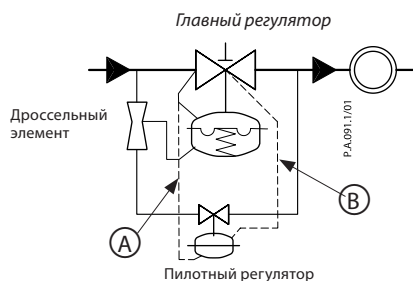 Главный регулятор
Дроссельный
элемент
P.A.091.1/01
A
B
Пилотный регулятор